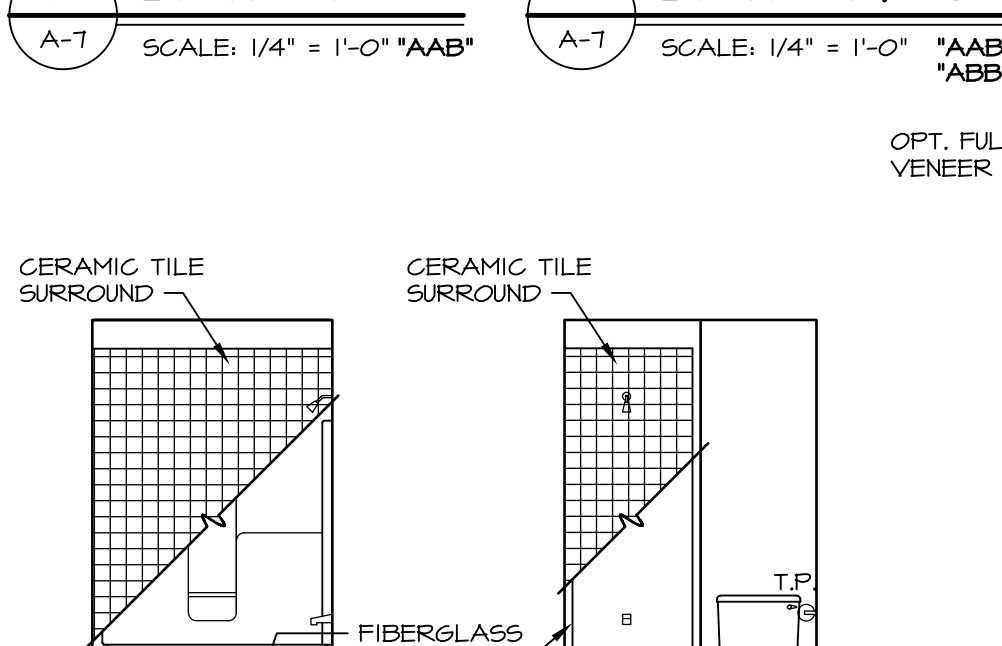 A-7
SCALE: 1/4" = 1'-0" "AAB"
A-7
SCALE: 1/4" = 1'-0" "AAB
"ABB
OPT. FUL
VENEER
CERAMIC TILE
SURROUND
CERAMIC TILE
SURROUND
T.P.
FIBERGLASS